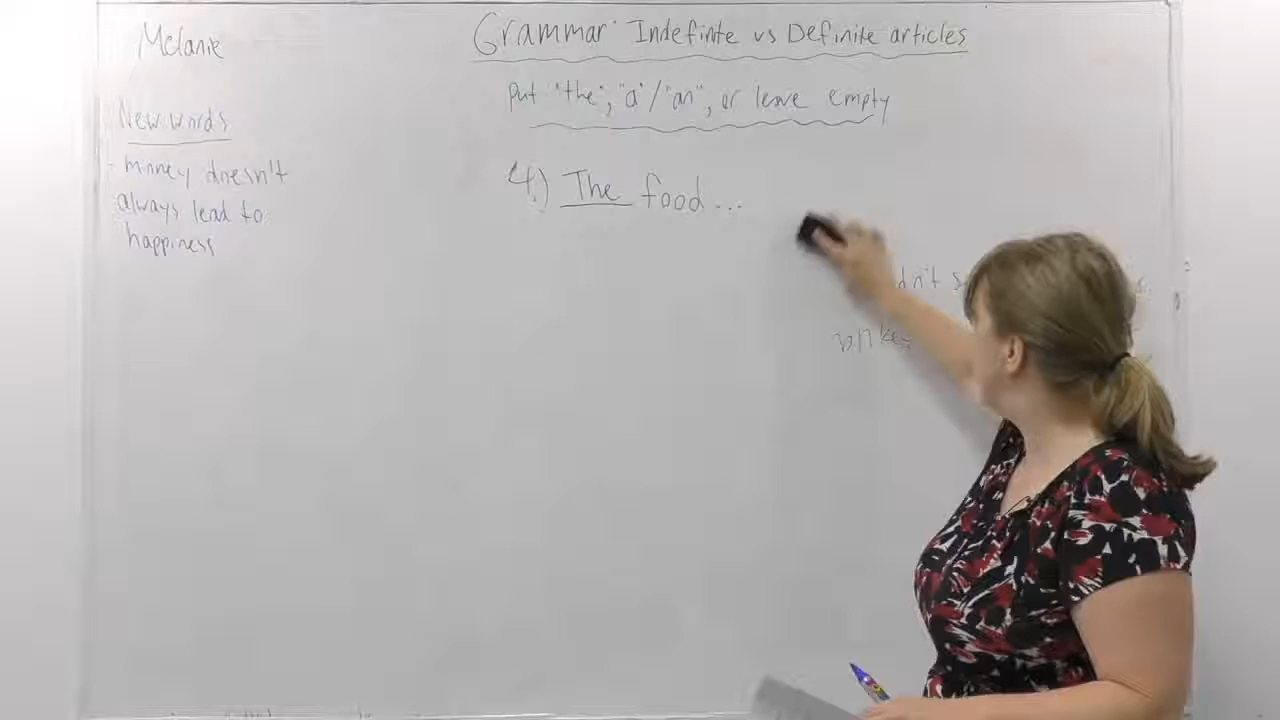 Melanie
Grammar: Indefinite vs Definite articles
put "the", "a"/"an", or leave empty
New words
- money doesn't
always lead to
happiness
4.) The food ...